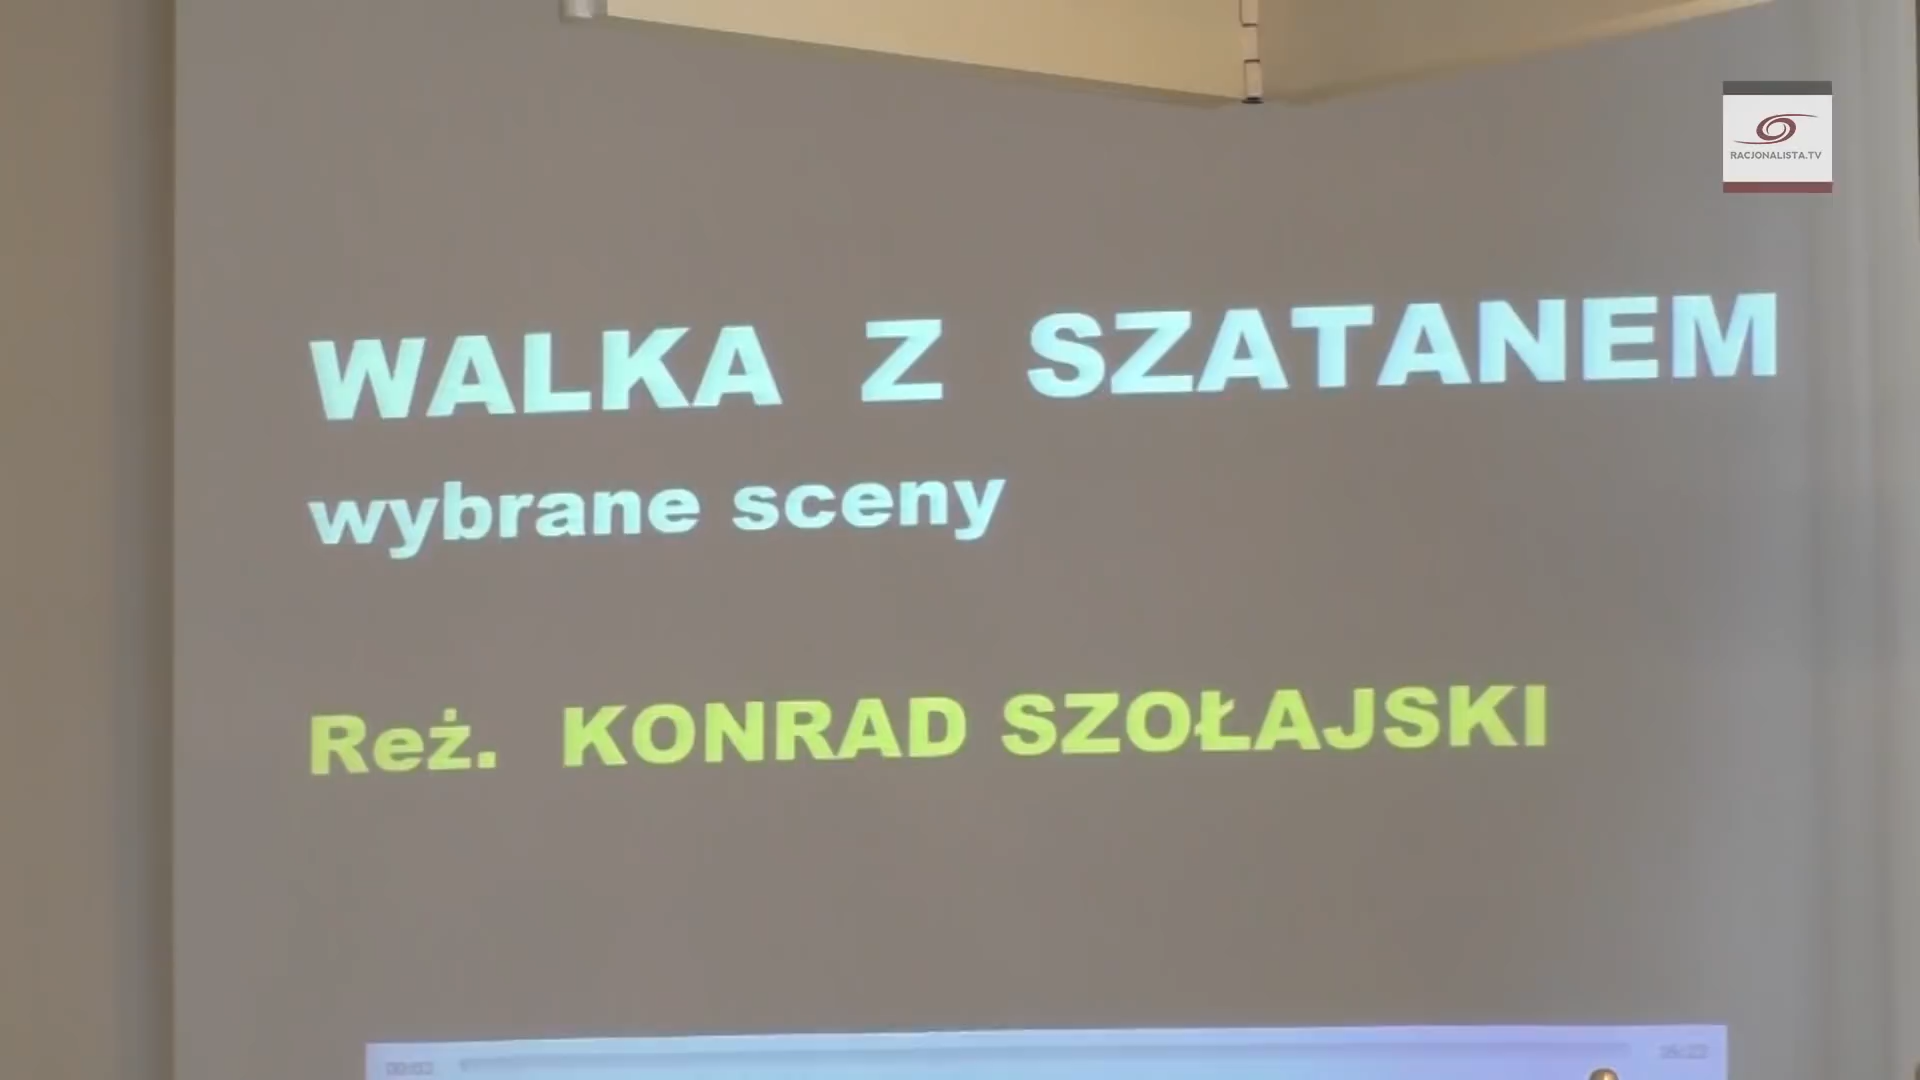 RACJONALISTA.TV
WALKA Z SZATANEM
wybrane sceny
Reż. KONRAD SZOŁAJSKI